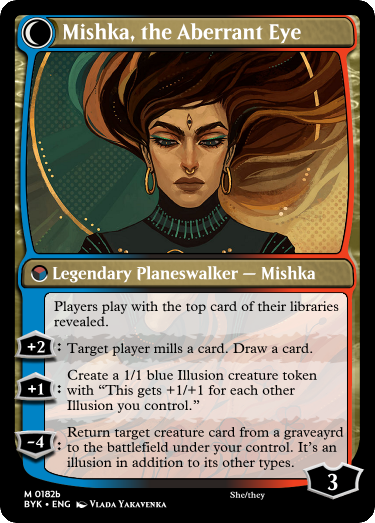 Mishka, the Aberrant Eye
Legendary Planeswalker — Mishka
Players play with the top card of their libraries
revealed.
+2: Target player mills a card. Draw a card.
Create a 1/1 blue Illusion creature token
+1: with “This gets +1/+1 for each other
Illusion you control.”
Return target creature card from a graveayrd
-4: to the battlefield under your control. It’s an
illusion in addition to its other types.
3
M 0182b
She/they
BYK • ENG Vlada Yakavenka